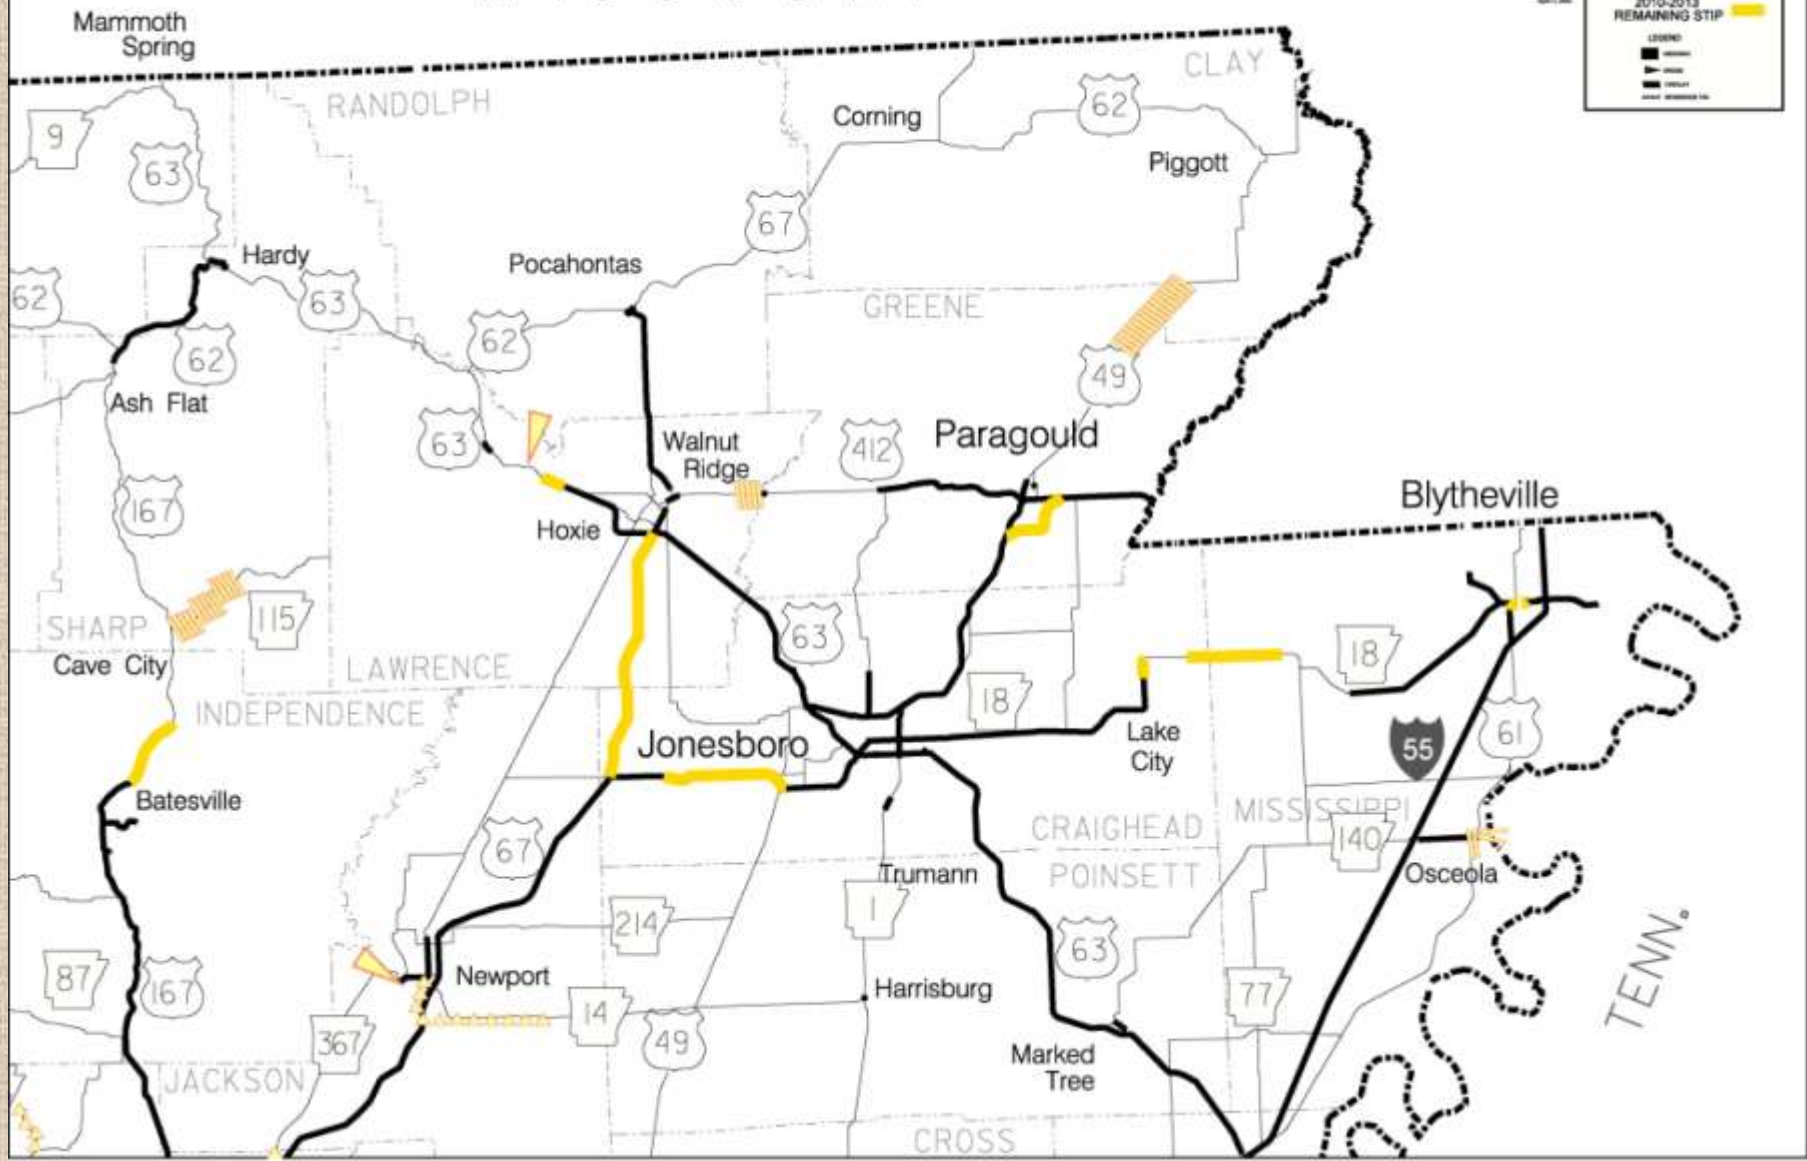 Mammoth
Spring
2010-2013
REMAINING STIP
LEGEND
CLAY
RANDOLPH
62
Corning
9
63
Piggott
67
Hardy
Pocahontas
62
63
GREENE
62
62
49
Ash Flat
63
Walnut
Ridge
412
Paragould
Blytheville
167
Hoxie
115
SHARP
63
18
Cave City
LAWRENCE
18
INDEPENDENCE
Jonesboro
Lake
City
55
61
Batesville
MISSISSIPPI
CRAIGHEAD
140
67
Trumann
POINSETT
Osceola
1
214
63
TENN.
87
167
Newport
Harrisburg
77
14
367
49
Marked
Tree
JACKSON
CROSS